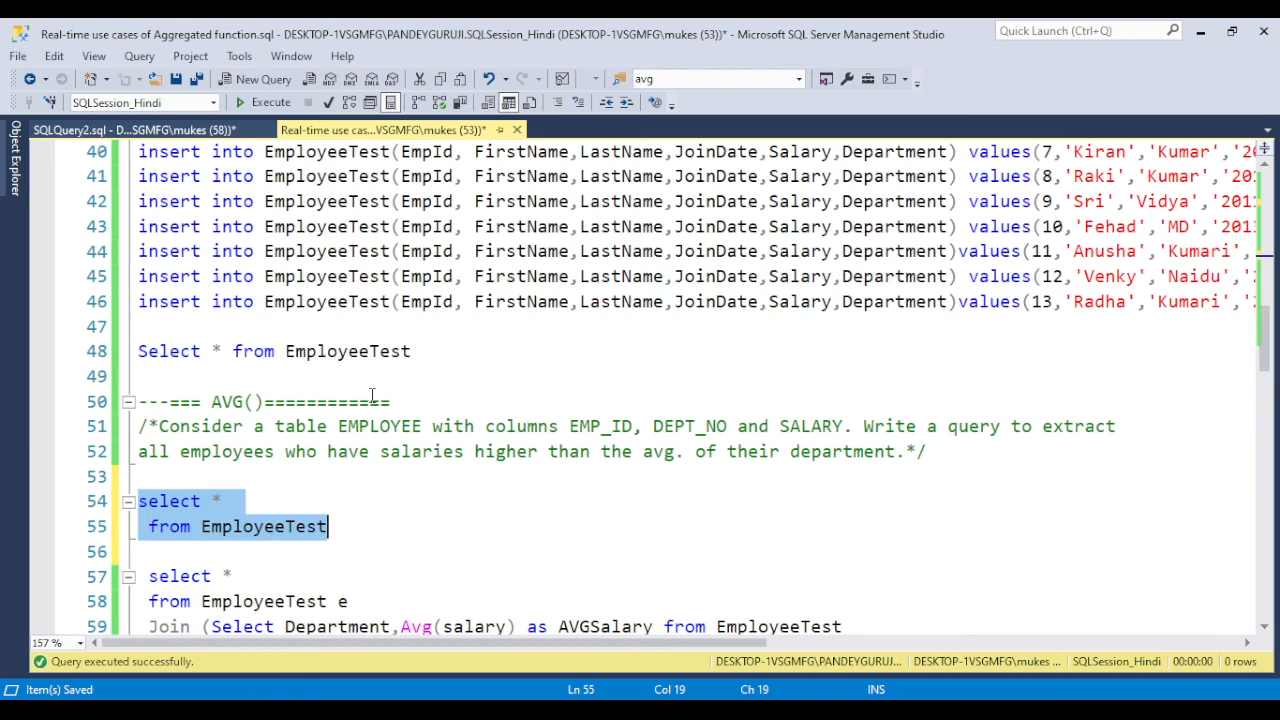 Real-time use cases of Aggregated function.sql - DESKTOP-1VSGMFG\PANDEYGURUJI.SQLSession_Hindi (DESKTOP-1VSGMFG\mukes (53))* - Microsoft SQL Server Management Studio
Quick Launch (Ctrl+Q)
File Edit View Query Project Tools Window Help
New Query avg
SQLSession_Hindi Execute
SQLQuery2.sql - D...SGMFG\mukes (58))* Real-time use cas...VSGMFG\mukes (53))*
Object Explorer
40 insert into EmployeeTest(EmpId, FirstName,LastName,JoinDate,Salary,Department) values(7,'Kiran','Kumar','20
41 insert into EmployeeTest(EmpId, FirstName,LastName,JoinDate,Salary,Department) values(8,'Raki','Kumar','201
42 insert into EmployeeTest(EmpId, FirstName,LastName,JoinDate,Salary,Department) values(9,'Sri','Vidya','2011
43 insert into EmployeeTest(EmpId, FirstName,LastName,JoinDate,Salary,Department) values(10,'Fehad','MD','2013
44 insert into EmployeeTest(EmpId, FirstName,LastName,JoinDate,Salary,Department)values(11,'Anusha','Kumari',
45 insert into EmployeeTest(EmpId, FirstName,LastName,JoinDate,Salary,Department) values(12,'Venky','Naidu','2
46 insert into EmployeeTest(EmpId, FirstName,LastName,JoinDate,Salary,Department)values(13,'Radha','Kumari','2
47
48 Select * from EmployeeTest
49
50 ---=== AVG()============
51 /*Consider a table EMPLOYEE with columns EMP_ID, DEPT_NO and SALARY. Write a query to extract
52 all employees who have salaries higher than the avg. of their department.*/
53
54 select *
55 from EmployeeTest
56
57 select *
58 from EmployeeTest e
59 Join (Select Department,Avg(salary) as AVGSalary from EmployeeTest
157 %
Query executed successfully. DESKTOP-1VSGMFG\PANDEYGURUJI... DESKTOP-1VSGMFG\mukes ... SQLSession_Hindi 00:00:00 0 rows
Item(s) Saved Ln 55 Col 19 Ch 19 INS